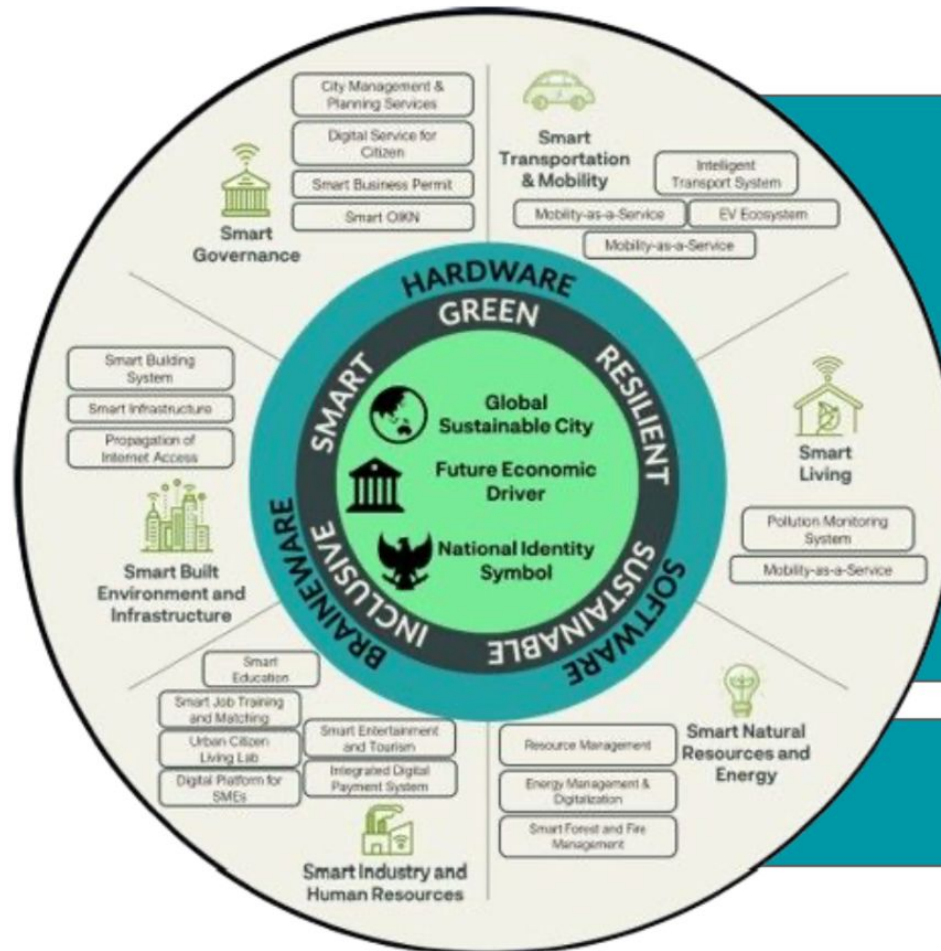 City Management &
Planning Services
Digital Service for
Citizen
Smart Business Permit
Smart OIKN
Smart
Governance
Smart
Transportation
& Mobility
Intelligent
Transport System
Mobility-as-a-Service
EV Ecosystem
Mobility-as-a-Service
Smart Building
System
Smart Infrastructure
Propagation of
Internet Access
Smart Built
Environment and
Infrastructure
HARDWARE
SOFTWARE
BRAINEWARE
GREEN
RESILIENT
SUSTAINABLE
INCLUSIVE
SMART
Global
Sustainable City
Future Economic
Driver
National Identity
Symbol
Smart
Living
Pollution Monitoring
System
Mobility-as-a-Service
Smart
Education
Smart Job Training
and Matching
Urban Citizen
Living Lab
Digital Platform for
SMEs
Smart Entertainment
and Tourism
Integrated Digital
Payment System
Smart Industry and
Human Resources
Resource Management
Energy Management &
Digitalization
Smart Forest and Fire
Management
Smart Natural
Resources and
Energy